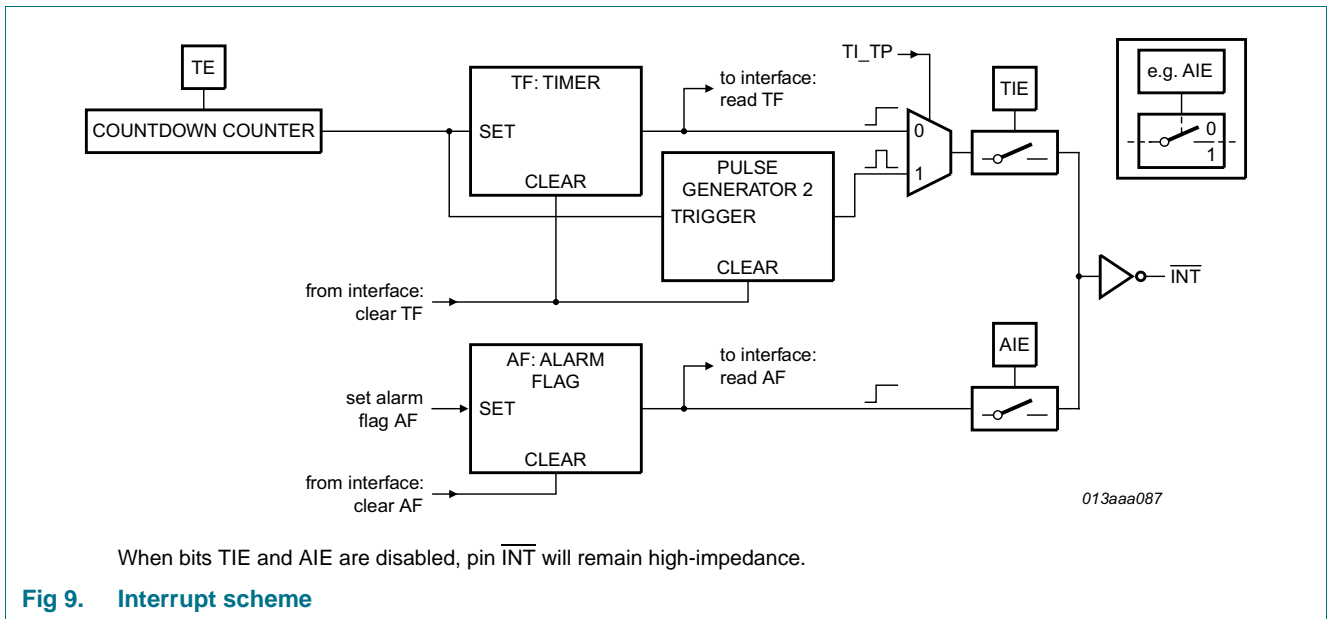 TE
COUNTDOWN COUNTER
TF: TIMER
SET
CLEAR
to interface:
read TF
PULSE
GENERATOR 2
TRIGGER
CLEAR
from interface:
clear TF
TI_TP
0
1
TIE
e.g. AIE
0
1
INT
AF: ALARM
FLAG
SET
CLEAR
set alarm
flag AF
from interface:
clear AF
to interface:
read AF
AIE
013aaa087
When bits TIE and AIE are disabled, pin INT will remain high-impedance.
Fig 9. Interrupt scheme